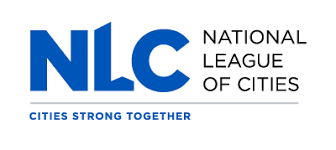 NLC
NATIONAL
LEAGUE
OF CITIES
CITIES STRONG TOGETHER